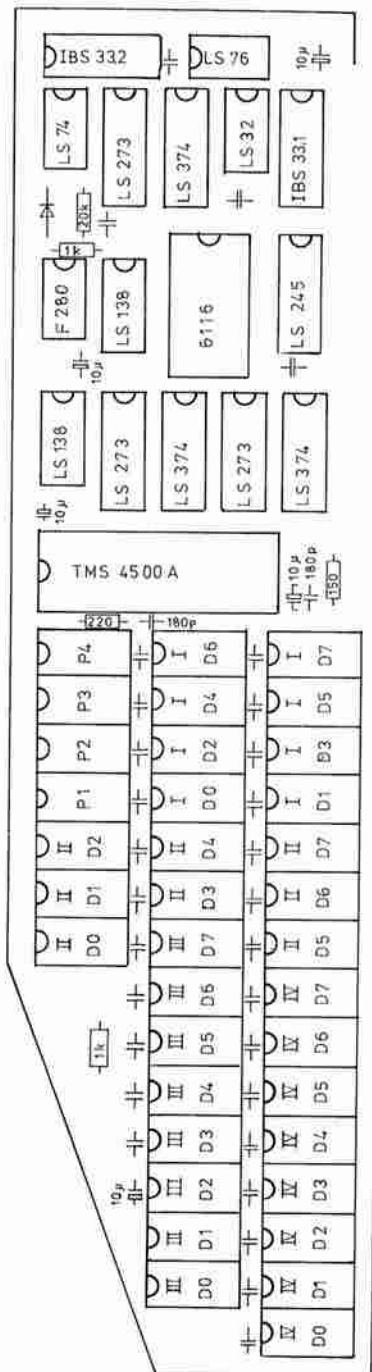 IBS 332
LS 76
10µ
LS 74
LS 273
LS 374
LS 32
IBS 331
20k
1k
F 280
LS 138
6116
LS 245
10µ
LS 138
LS 273
LS 374
LS 273
LS 374
10µ
TMS 4500 A
10µ
180p
150
220
180p
P4
I D6
I D7
P3
I D4
I D5
P2
I D2
I D3
P1
I D0
I D1
II D2
II D4
II D7
II D1
II D3
II D6
II D0
III D7
II D5
III D6
IV D7
1k
III D5
IV D6
III D4
IV D5
III D3
IV D4
10µ
III D2
IV D3
III D1
IV D2
III D0
IV D1
IV D0